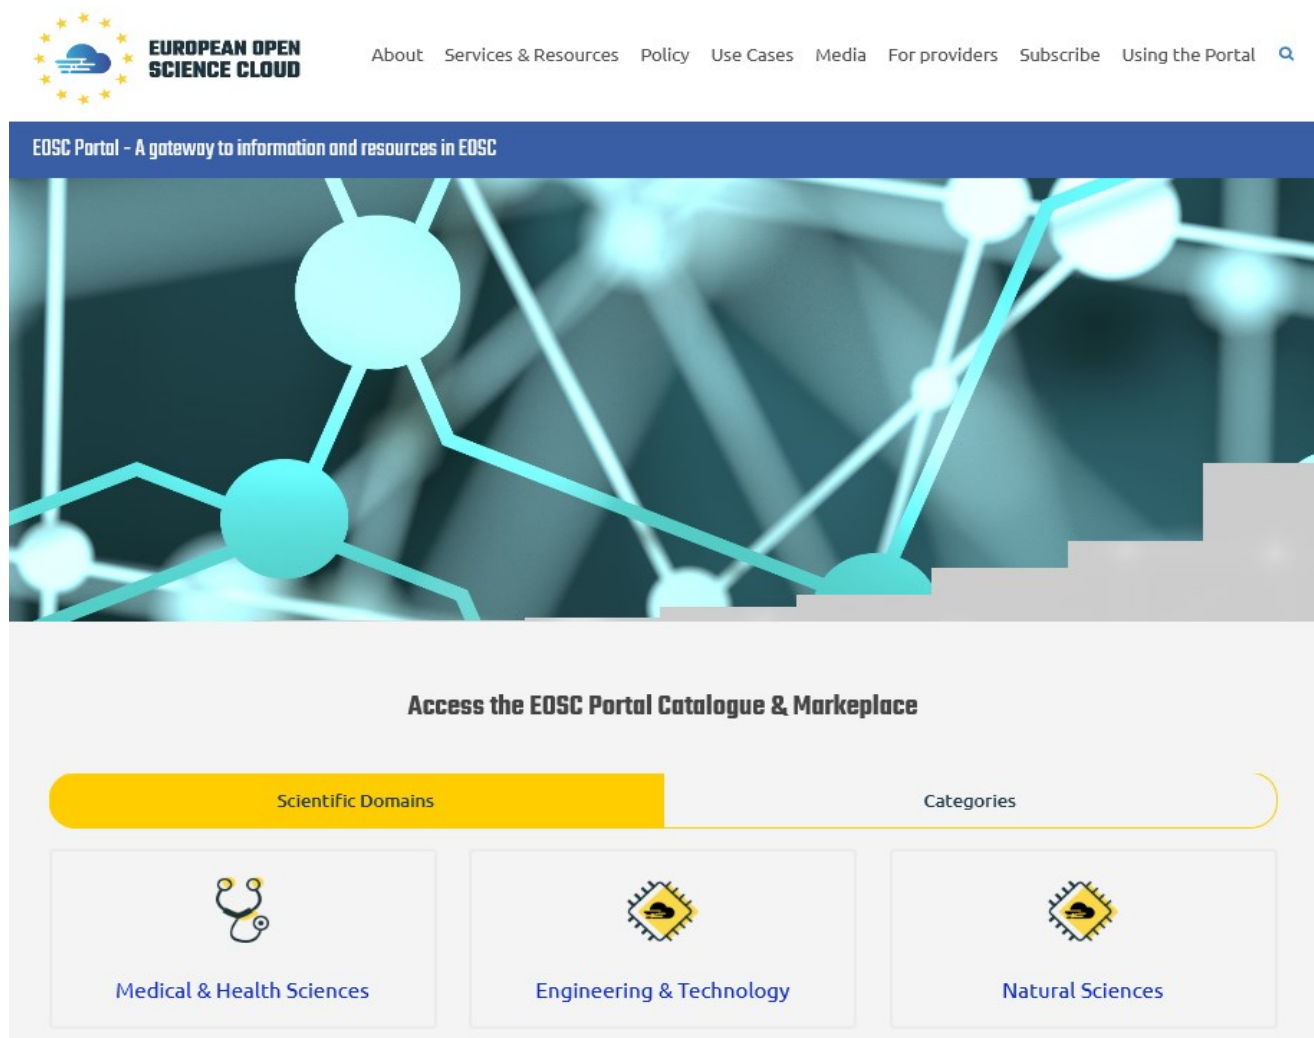 EUROPEAN OPEN
SCIENCE CLOUD
About Services & Resources Policy Use Cases Media For providers Subscribe Using the Portal
EOSC Portal - A gateway to information and resources in EOSC
Access the EOSC Portal Catalogue & Markeplace
Scientific Domains Categories
Medical & Health Sciences Engineering & Technology Natural Sciences